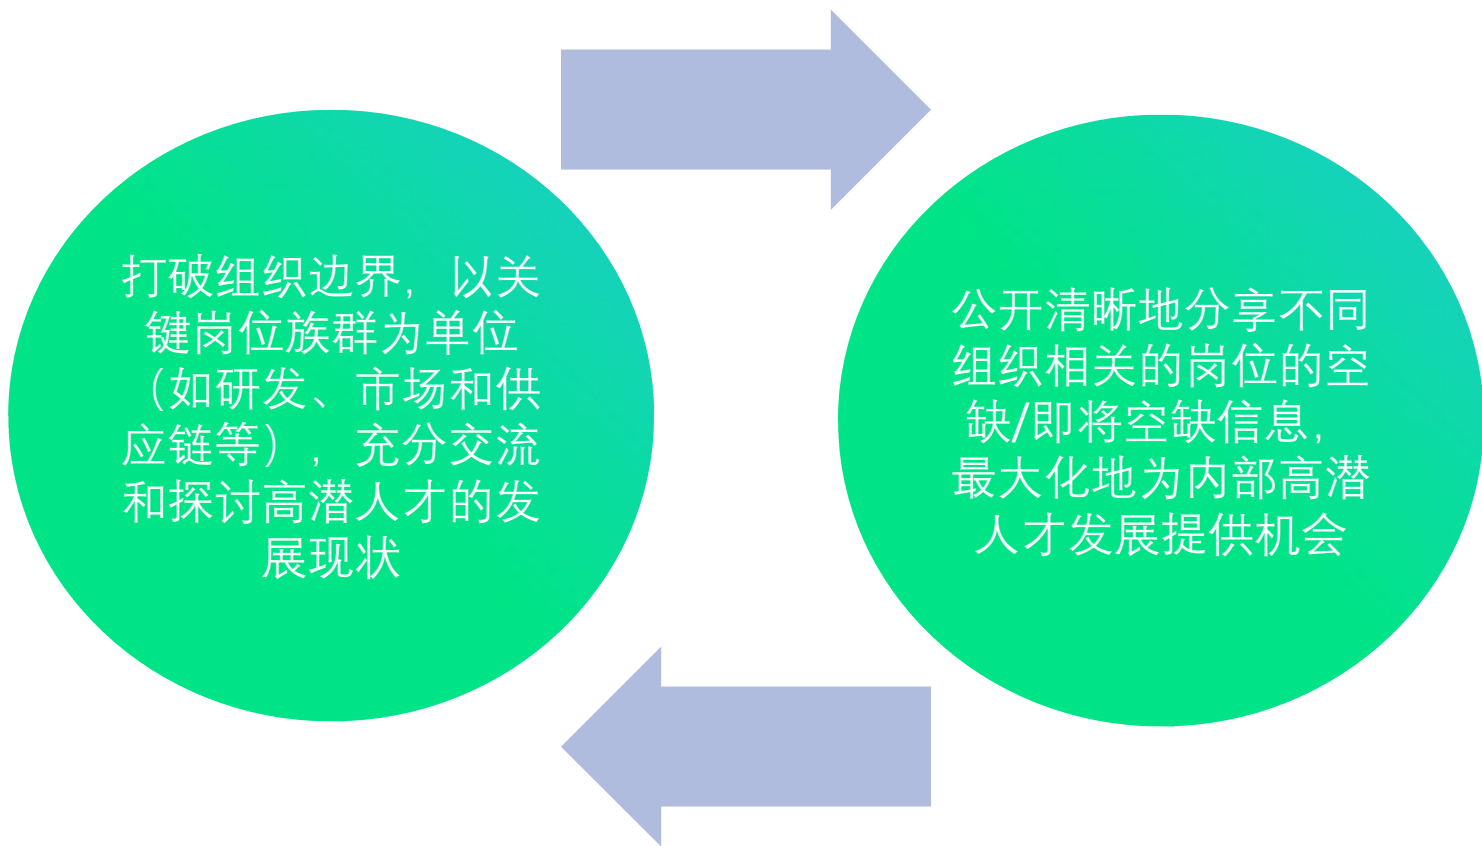 打破组织边界，以关
键岗位族群为单位
（如研发、市场和供
应链等），充分交流
和探讨高潜人才的发
展现状
公开清晰地分享不同
组织相关的岗位的空
缺/即将空缺信息，
最大化地为内部高潜
人才发展提供机会